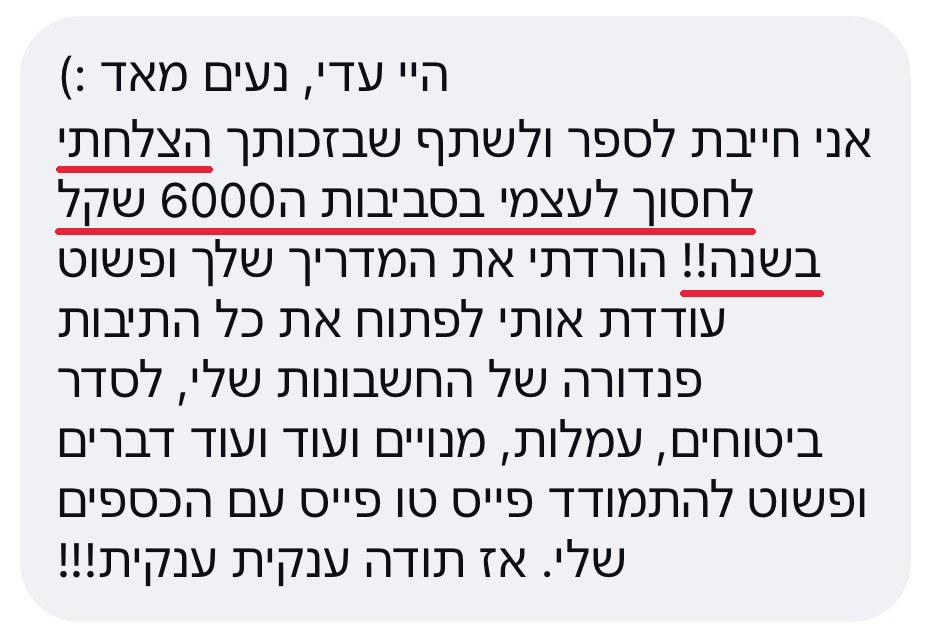 היי עדי, נעים מאד :)
אני חייבת לספר ולשתף שבזכותך הצלחתי
לחסוך לעצמי בסביבות ה6000 שקל
בשנה!! הורדתי את המדריך שלך ופשוט
עודדת אותי לפתוח את כל התיבות
פנדורה של החשבונות שלי, לסדר
ביטוחים, עמלות, מנויים ועוד ועוד דברים
ופשוט להתמודד פייס טו פייס עם הכספים
שלי. אז תודה ענקית ענקית!!!